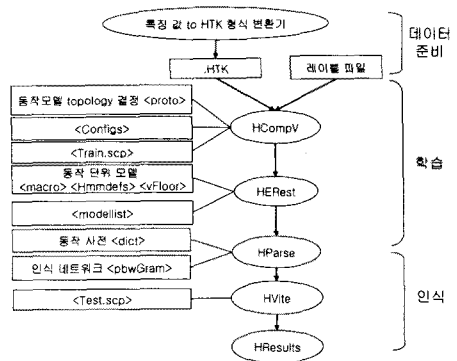 특징 값 to HTK 형식 변환기
데이터
준비
.HTK
레이블 파일
동작모델 topology 결정 <proto>
<Configs>
<Train.scp>
HCompV
학습
동작 단위 모델
<macro> <Hmmdefs> <vFloor>
<modellist>
HERest
동작 사전 <dict>
인식 네트워크 <pbwGram>
HParse
<Test.scp>
HVite
인식
HResults